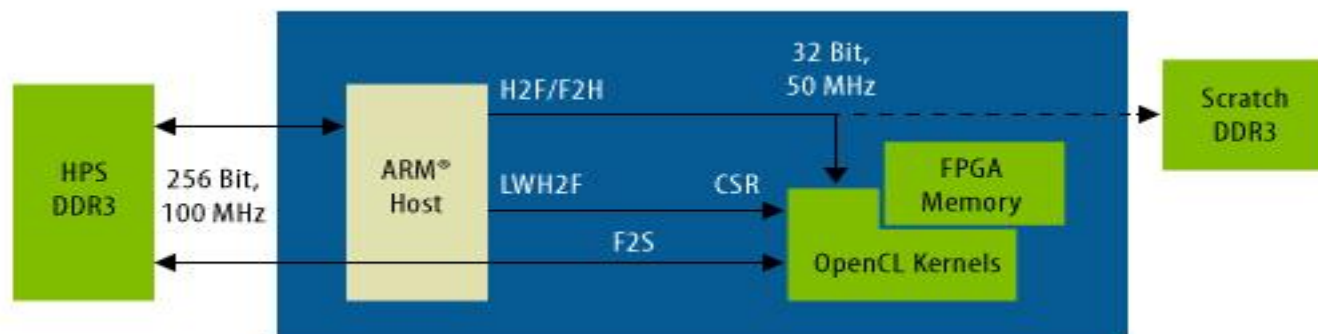 HPS
DDR3
256 Bit,
100 MHz
ARM® Host
H2F/F2H
LWH2F
CSR
F2S
32 Bit,
50 MHz
FPGA
Memory
OpenCL Kernels
Scratch
DDR3